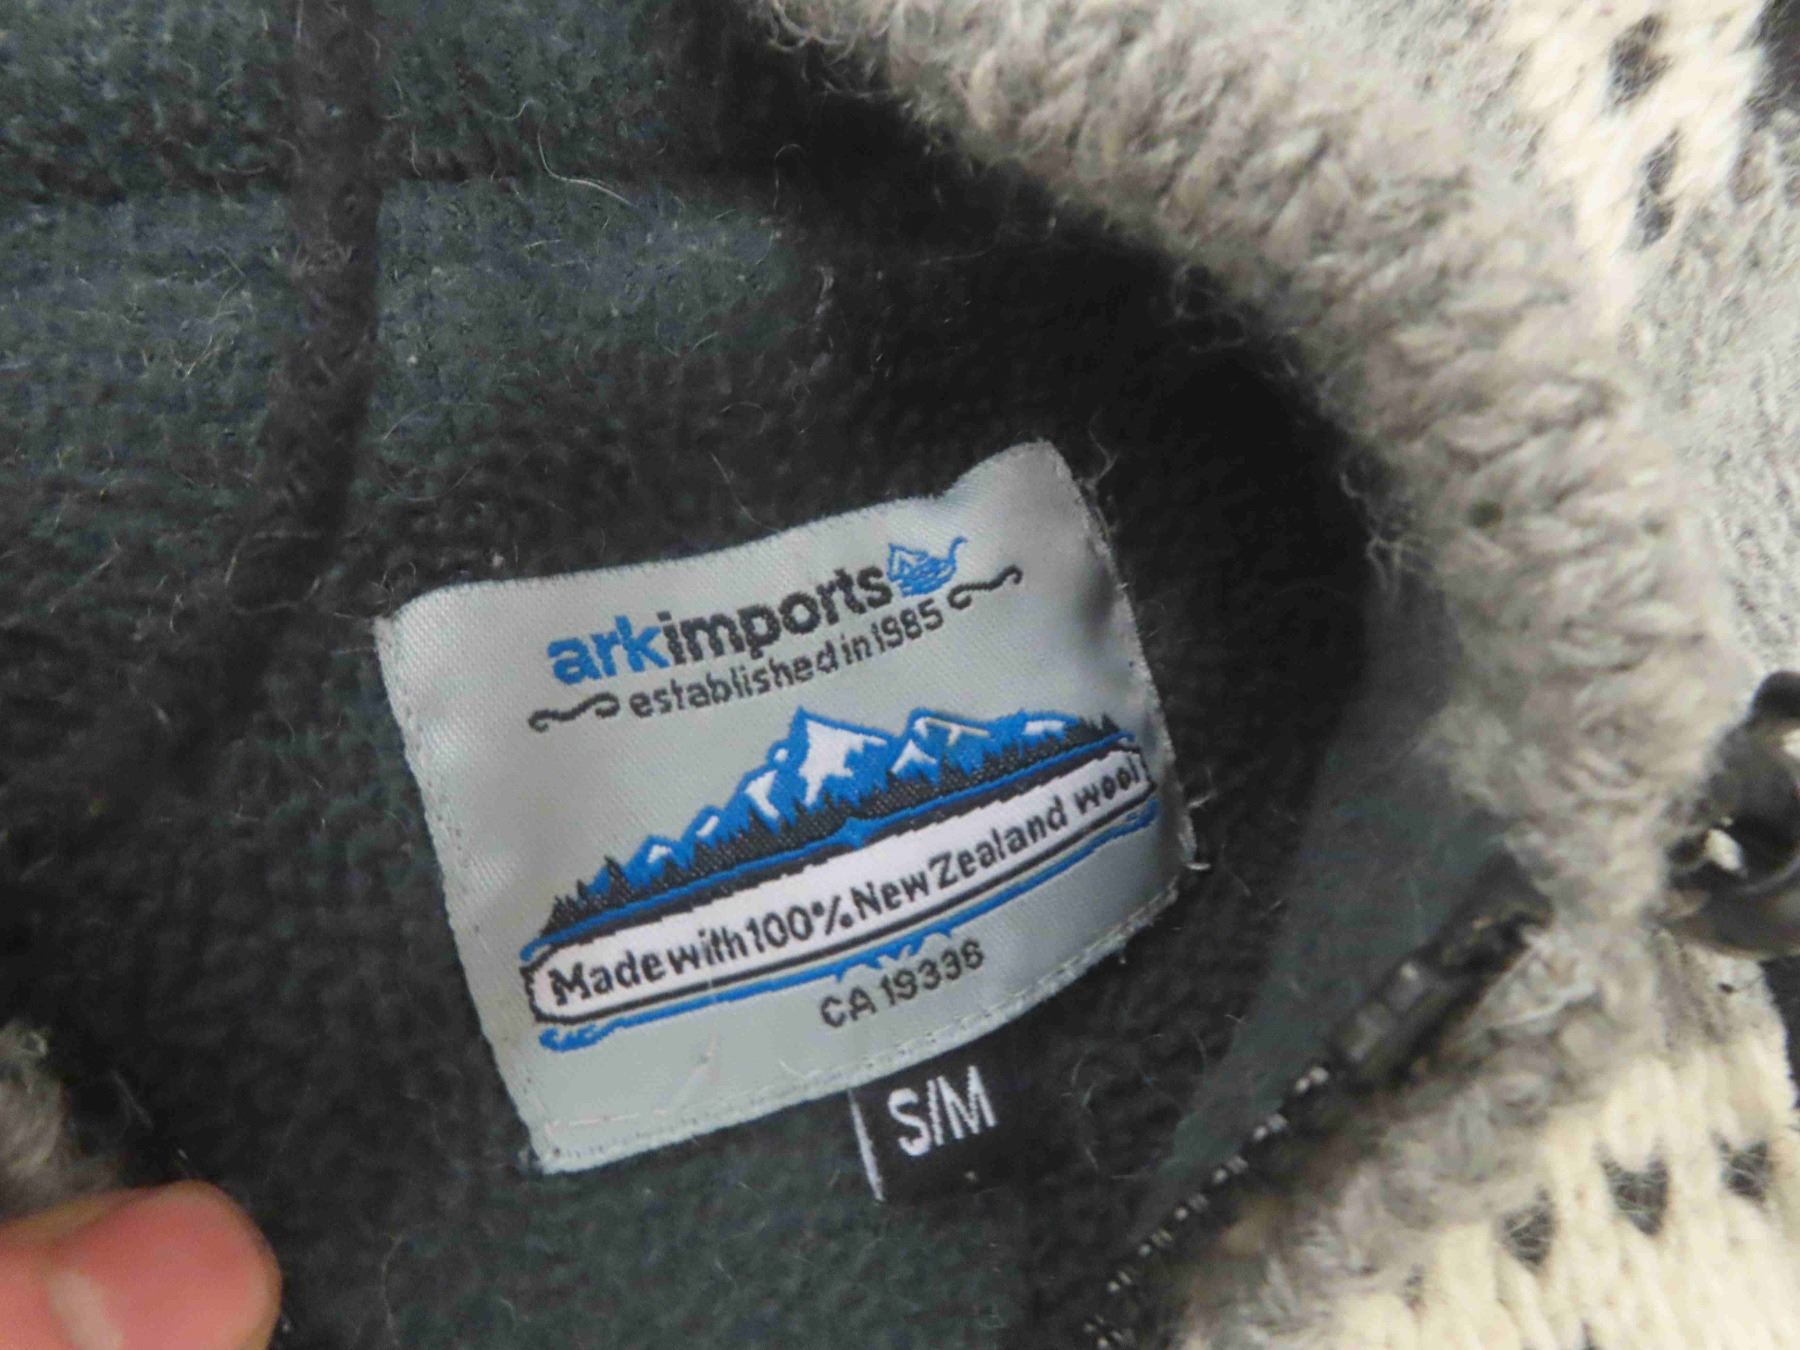 arkimports
established in 1985
Made with 100% New Zealand wool
CA 19336
S/M